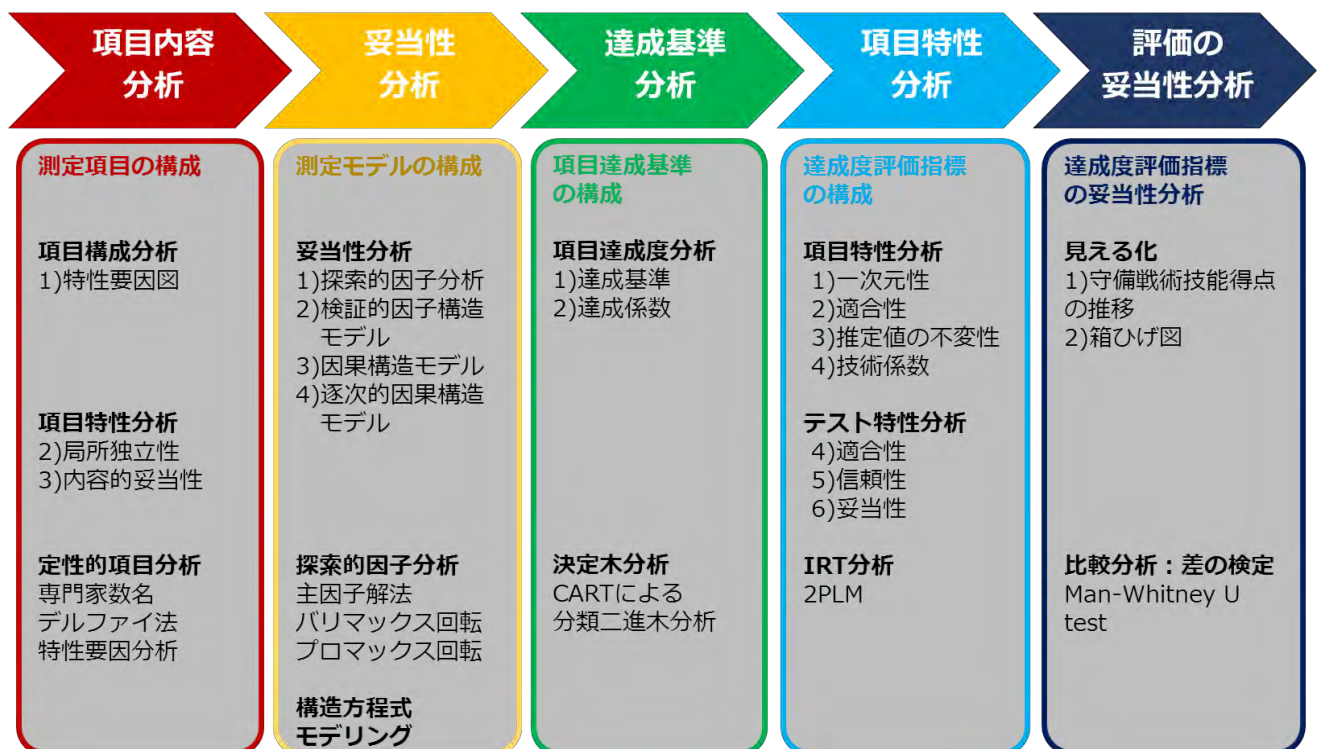 項目内容
分析
妥当性
分析
達成基準
分析
項目特性
分析
評価の
妥当性分析
測定項目の構成
項目構成分析
1)特性要因図
項目特性分析
2)局所独立性
3)内容的妥当性
定性的項目分析
専門家数名
デルファイ法
特性要因分析
測定モデルの構成
妥当性分析
1)探索的因子分析
2)検証的因子構造
モデル
3)因果構造モデル
4)逐次的因果構造
モデル
探索的因子分析
主因子解法
バリマックス回転
プロマックス回転
構造方程式
モデリング
項目達成基準
の構成
項目達成度分析
1)達成基準
2)達成係数
決定木分析
CARTによる
分類二進木分析
達成度評価指標
の構成
項目特性分析
1)一次元性
2)適合性
3)推定値の不変性
4)技術係数
テスト特性分析
4)適合性
5)信頼性
6)妥当性
IRT分析
2PLM
達成度評価指標
の妥当性分析
見える化
1)守備戦術技能得点
の推移
2)箱ひげ図
比較分析：差の検定
Man-Whitney U
test